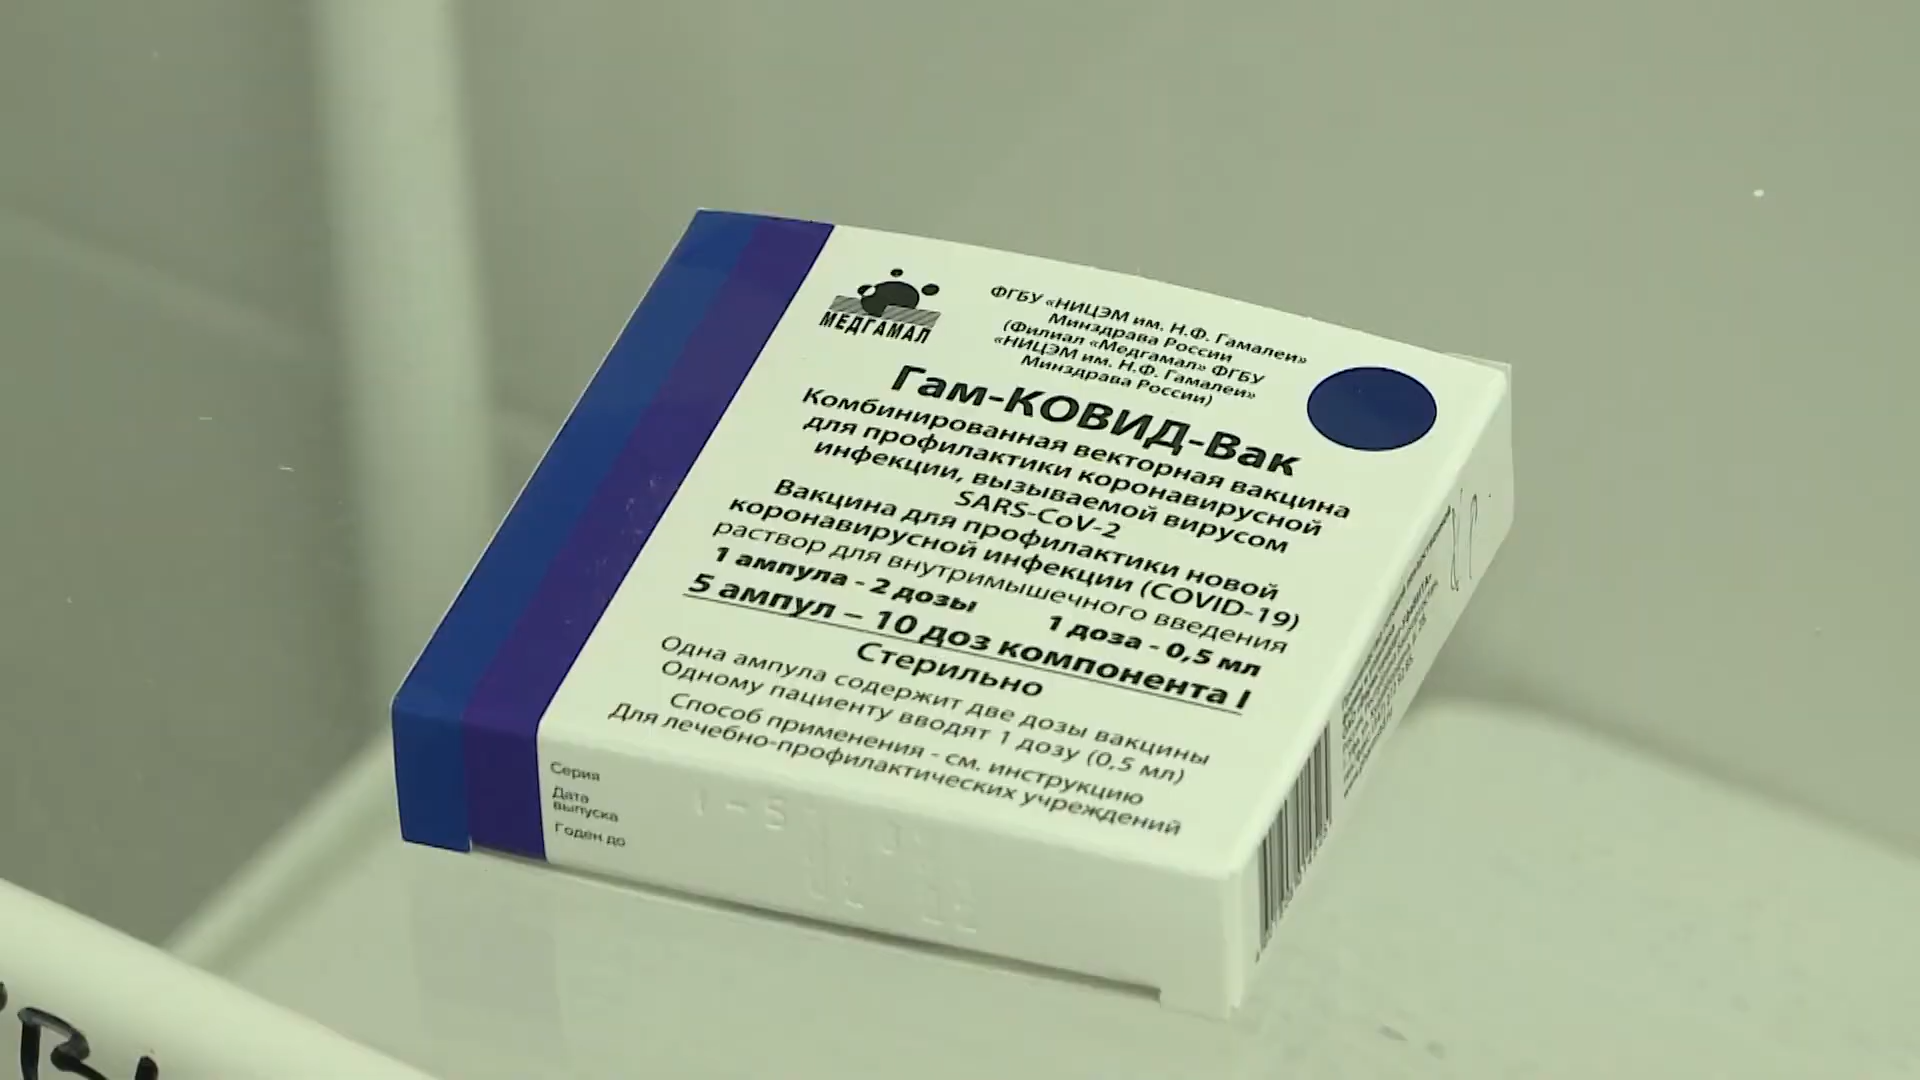 МЕДГАМАЛ
ФГБУ «НИЦЭМ им. Н.Ф. Гамалеи»
Минздрава России
(Филиал «Медгамал» ФГБУ
«НИЦЭМ им. Н.Ф. Гамалеи»
Минздрава России)
Гам-КОВИД-Вак
Комбинированная векторная вакцина
для профилактики коронавирусной
инфекции, вызываемой вирусом
SARS-CoV-2
Вакцина для профилактики новой
коронавирусной инфекции (COVID-19)
раствор для внутримышечного введения
1 ампула - 2 дозы 1 доза - 0,5 мл
5 ампул – 10 доз компонента I
Стерильно
Одна ампула содержит две дозы вакцины
Одному пациенту вводят 1 дозу (0,5 мл)
Способ применения - см. инструкцию
Для лечебно-профилактических учреждений
Серия
Дата
выпуска
Годен до